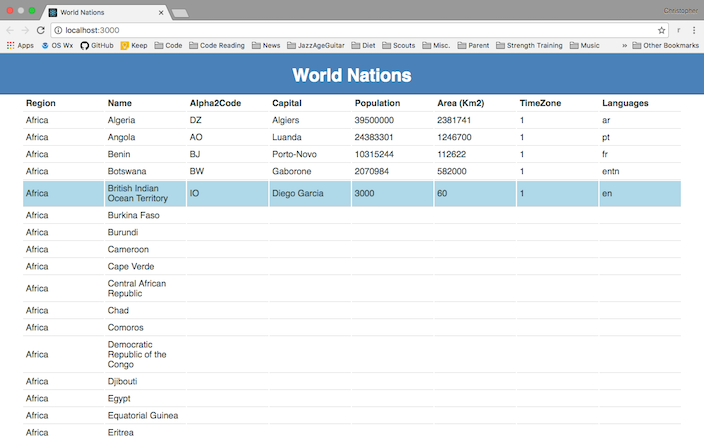 World Nations
Christopher
localhost:3000
Apps OS Wx GitHub Keep Code Code Reading News JazzAgeGuitar Diet Scouts Misc. Parent Strength Training Music » Other Bookmarks
World Nations
Region Name Alpha2Code Capital Population Area (Km2) TimeZone Languages
Africa Algeria DZ Algiers 39500000 2381741 1 ar
Africa Angola AO Luanda 24383301 1246700 1 pt
Africa Benin BJ Porto-Novo 10315244 112622 1 fr
Africa Botswana BW Gaborone 2070984 582000 1 entn
Africa British Indian IO Diego Garcia 3000 60 1 en
Ocean Territory
Africa Burkina Faso
Africa Burundi
Africa Cameroon
Africa Cape Verde
Africa Central African
Republic
Africa Chad
Africa Comoros
Africa Democratic
Republic of the
Congo
Africa Djibouti
Africa Egypt
Africa Equatorial Guinea
Africa Eritrea